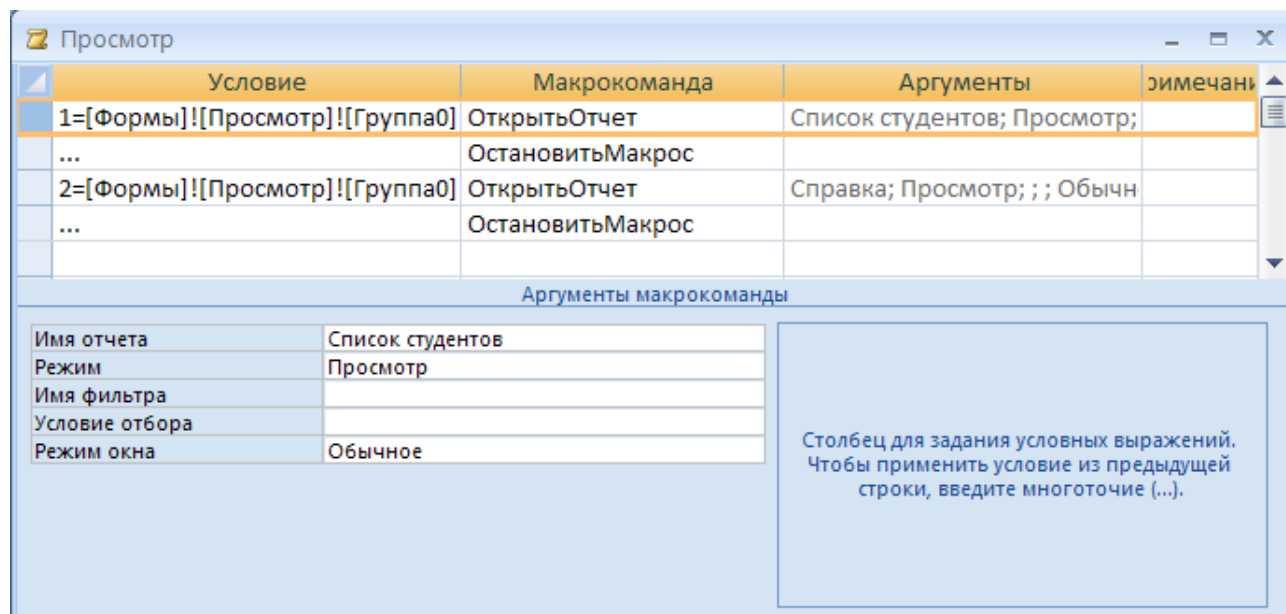 Просмотр
Условие Макрокоманда Аргументы римечани
1=[Формы]![Просмотр]![Группа0] ОткрытьОтчет Список студентов; Просмотр;
... ОстановитьМакрос
2=[Формы]![Просмотр]![Группа0] ОткрытьОтчет Справка; Просмотр; ; ; Обычн
... ОстановитьМакрос
Аргументы макрокоманды
Имя отчета Список студентов
Режим Просмотр
Имя фильтра
Условие отбора
Режим окна Обычное
Столбец для задания условных выражений.
Чтобы применить условие из предыдущей
строки, введите многоточие (...).